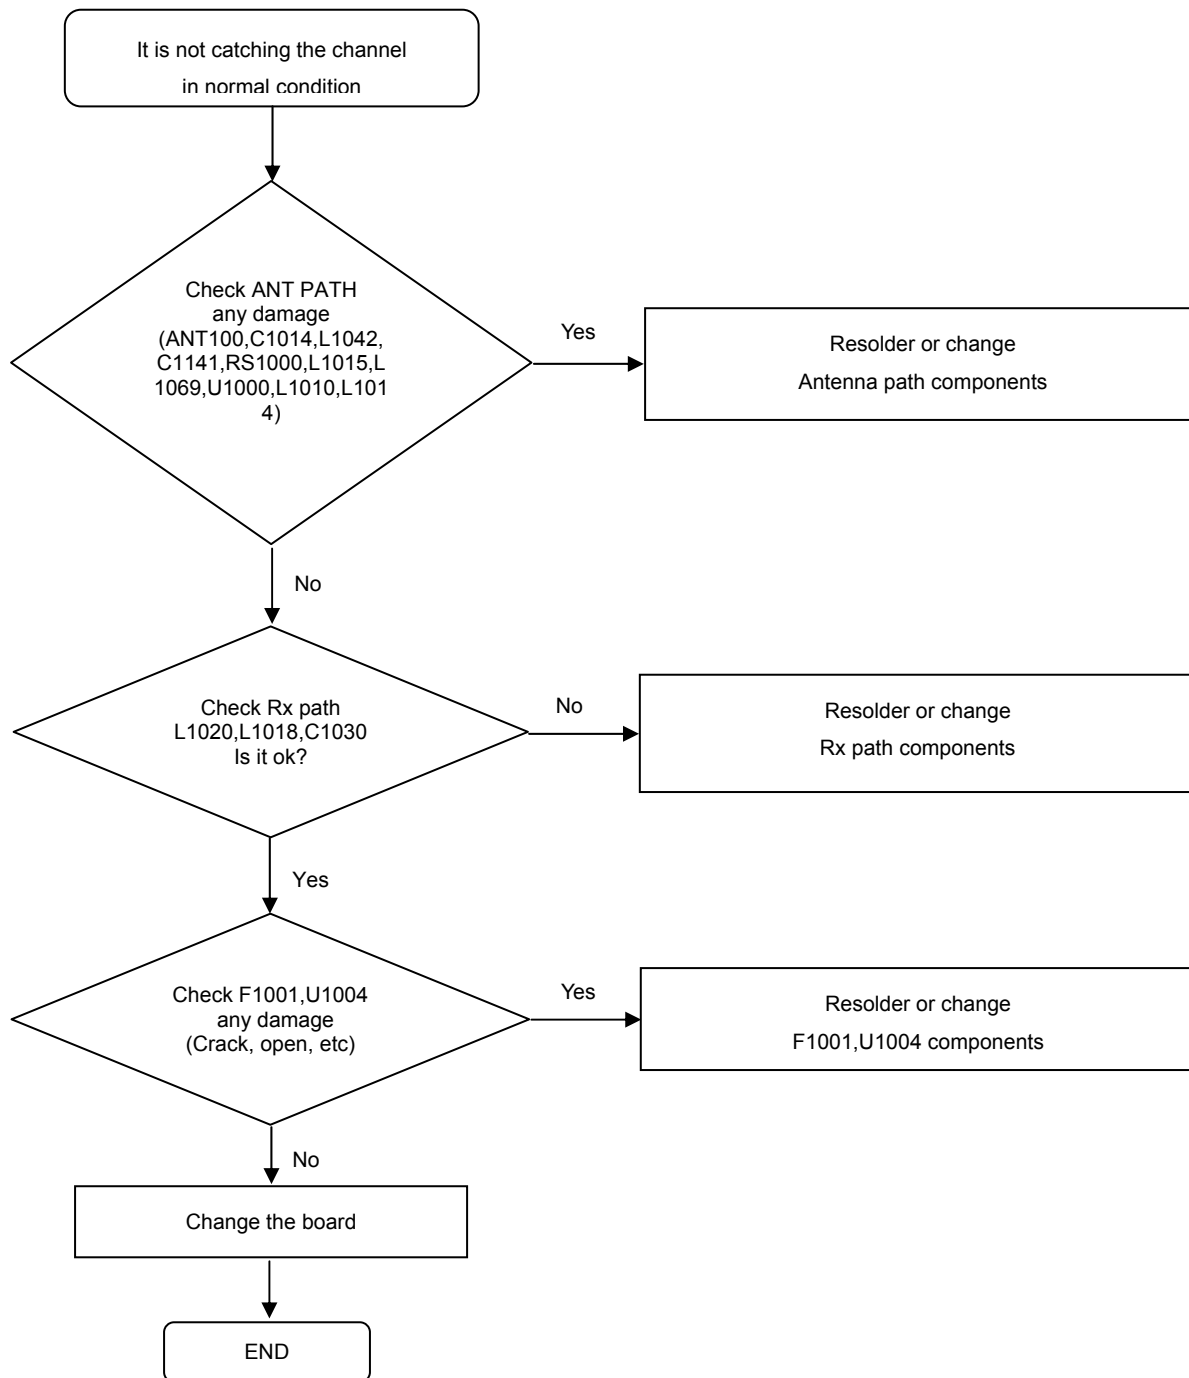 It is not catching the channel
in normal condition
Check ANT PATH
any damage
(ANT100,C1014,L1042,
C1141,RS1000,L1015,L
1069,U1000,L1010,L101
4)
Yes
Resolder or change
Antenna path components
No
Check Rx path
L1020,L1018,C1030
Is it ok?
No
Resolder or change
Rx path components
Yes
Check F1001,U1004
any damage
(Crack, open, etc)
Yes
Resolder or change
F1001,U1004 components
No
Change the board
END